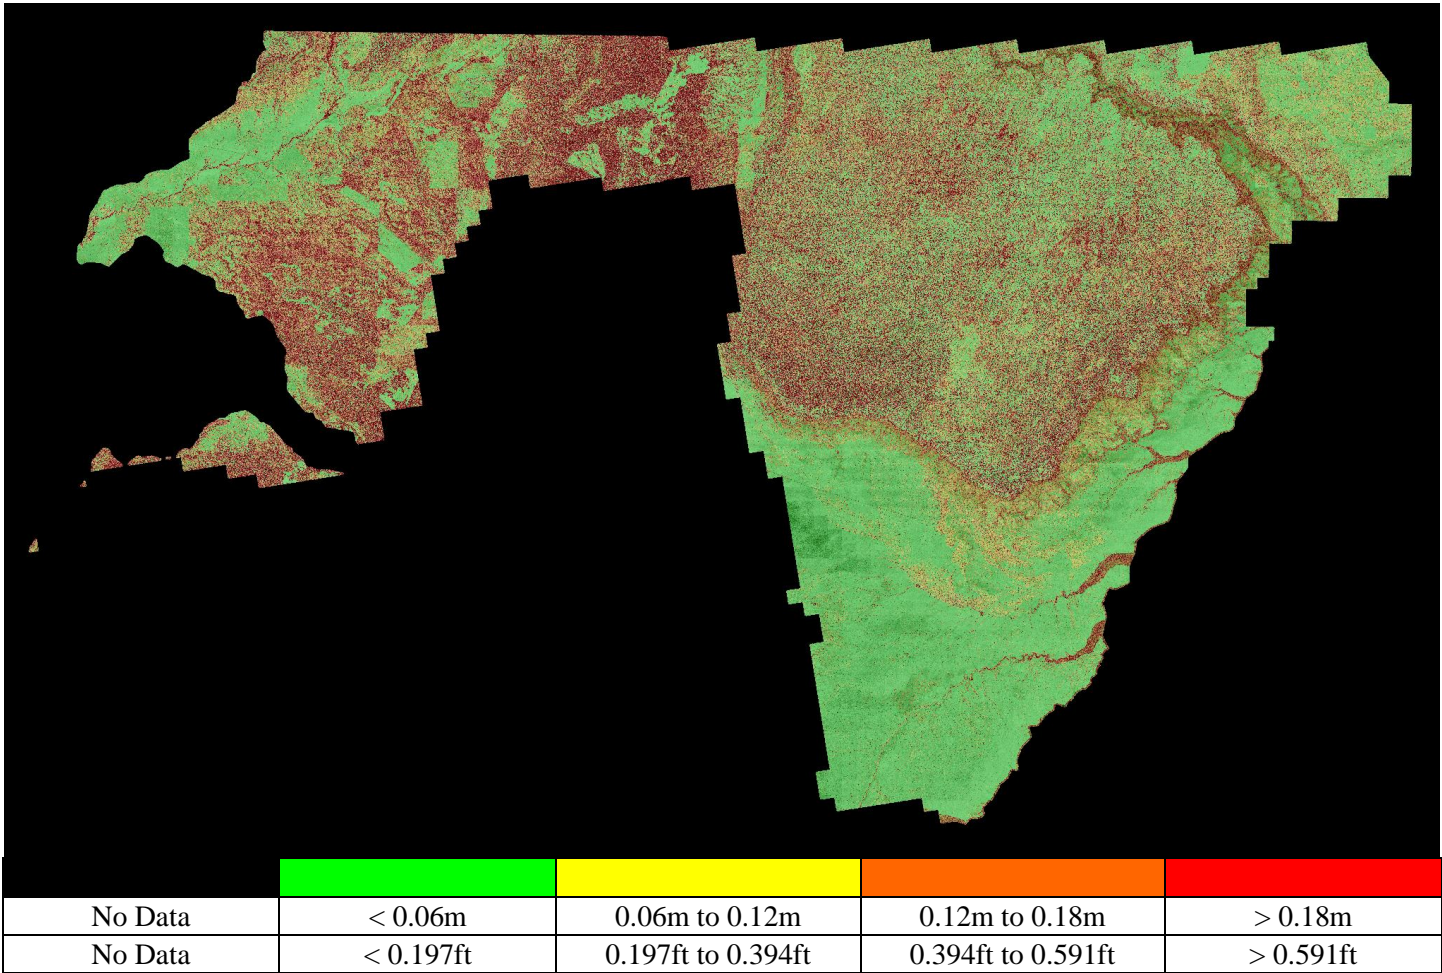 No Data < 0.06m 0.06m to 0.12m 0.12m to 0.18m > 0.18m
No Data < 0.197ft 0.197ft to 0.394ft 0.394ft to 0.591ft > 0.591ft